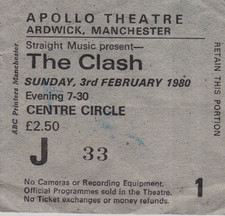 APOLLO THEATRE
ARDWICK, MANCHESTER
Straight Music present—
The Clash
SUNDAY, 3rd FEBRUARY 1980
Evening 7-30
CENTRE CIRCLE
£2.50
J 33
No Cameras or Recording Equipment.
Official Programmes sold in the Theatre.
No Ticket exchanges or money refunds.
1
ABC Printers Manchester.
RETAIN THIS PORTION